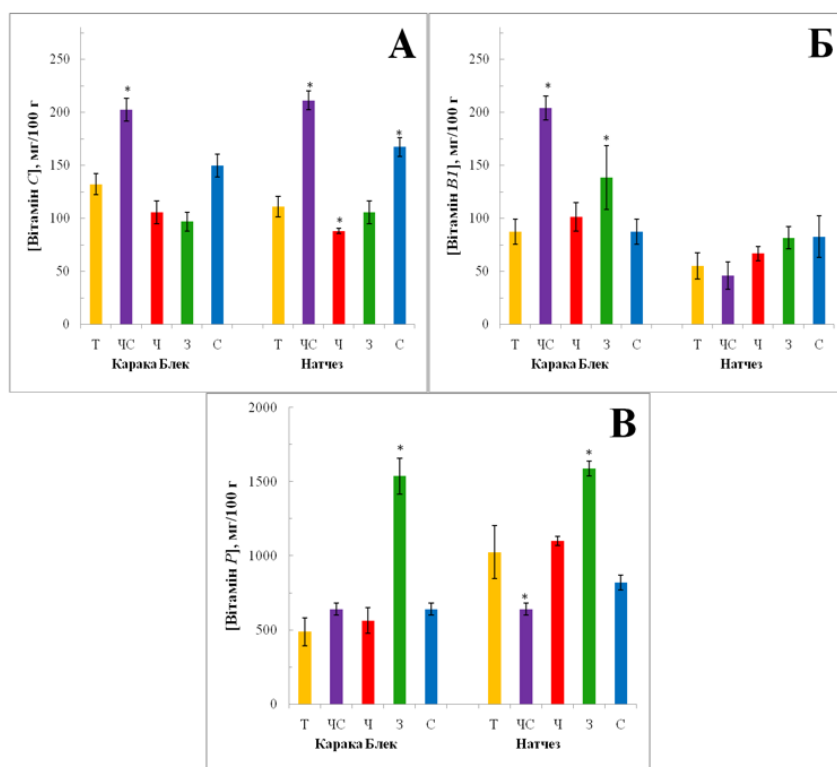 А
[Вітамін C], мг/100 г
250
200
150
100
50
0
* * * *
Т ЧС Ч З С Т ЧС Ч З С
Карака Блек Натчез
Б
[Вітамін B1], мг/100 г
250
200
150
100
50
0
* *
Т ЧС Ч З С Т ЧС Ч З С
Карака Блек Натчез
В
[Вітамін P], мг/100 г
2000
1500
1000
500
0
* * *
Т ЧС Ч З С Т ЧС Ч З С
Карака Блек Натчез